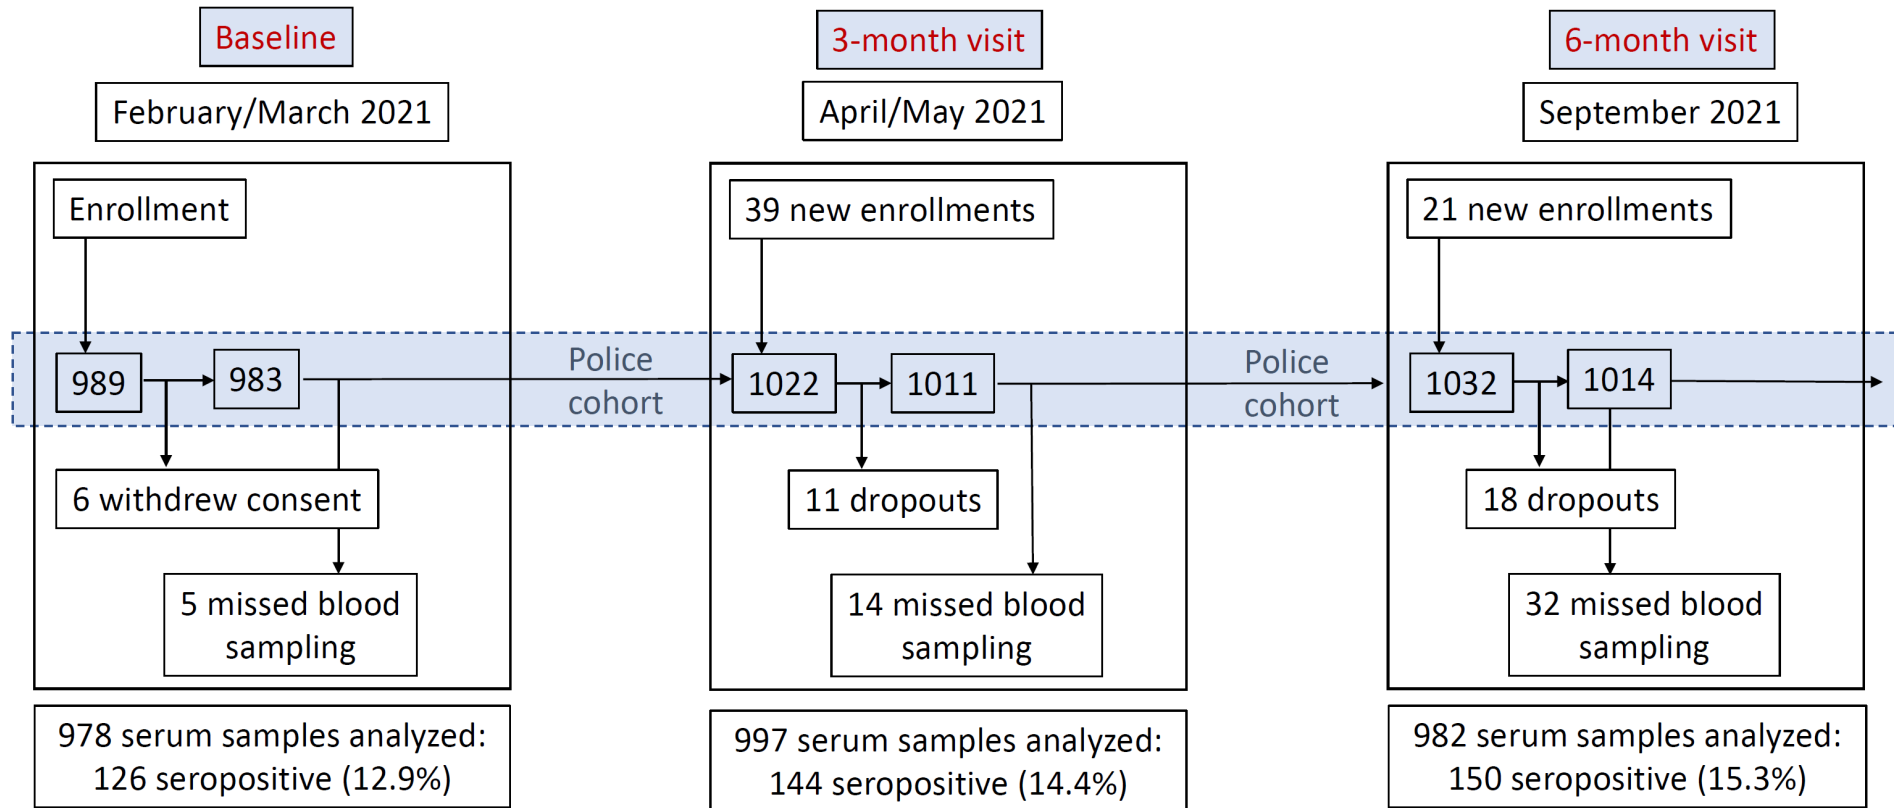 Baseline
February/March 2021
Enrollment
989
983
6 withdrew consent
5 missed blood
sampling
978 serum samples analyzed:
126 seropositive (12.9%)
Police
cohort
3-month visit
April/May 2021
39 new enrollments
1022
1011
11 dropouts
14 missed blood
sampling
997 serum samples analyzed:
144 seropositive (14.4%)
Police
cohort
6-month visit
September 2021
21 new enrollments
1032
1014
18 dropouts
32 missed blood
sampling
982 serum samples analyzed:
150 seropositive (15.3%)